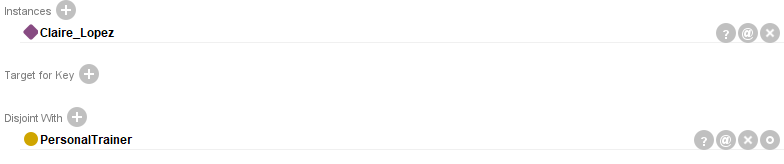 Instances
Claire_Lopez
Target for Key
Disjoint With
PersonalTrainer